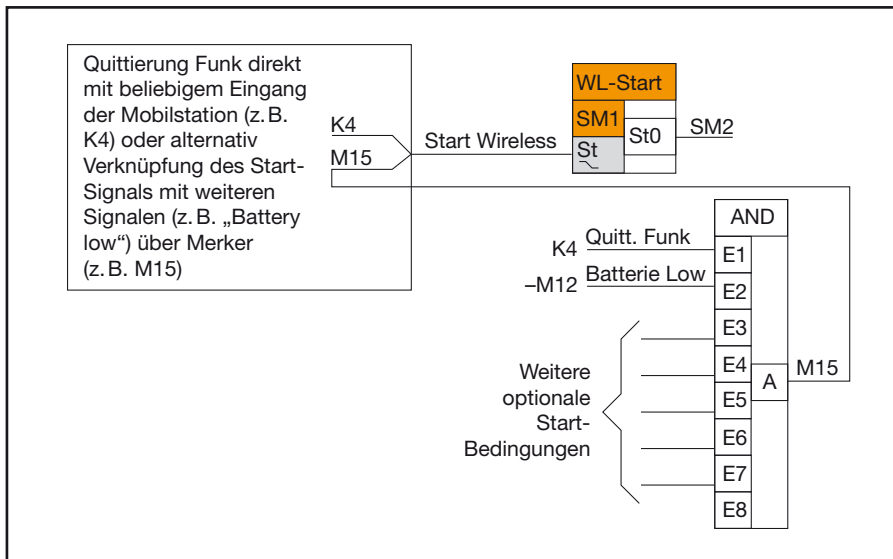 Quittierung Funk direkt
mit beliebigem Eingang
der Mobilstation (z. B.
K4) oder alternativ
Verknüpfung des Start-
Signals mit weiteren
Signalen (z. B. „Battery
low“) über Merker
(z. B. M15)
K4
M15
Start Wireless
WL-Start
SM1
St
St0
SM2
AND
K4 Quitt. Funk
E1
–M12 Batterie Low
E2
E3
E4
E5
E6
E7
E8
A
M15
Weitere
optionale
Start-
Bedingungen